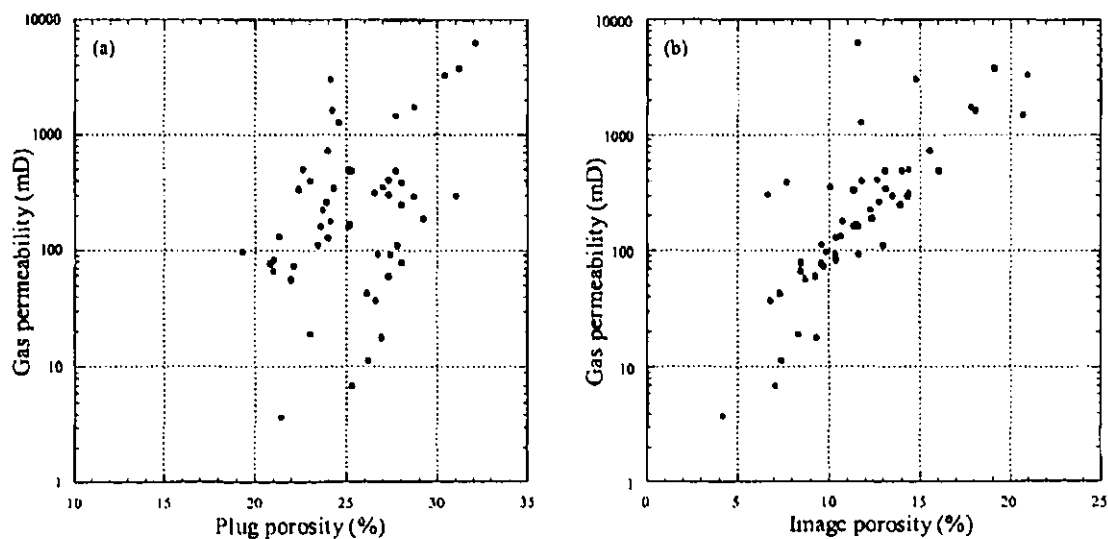 (a)
Gas permeability (mD)
10000
1000
100
10
1
10 15 20 25 30 35
Plug porosity (%)
(b)
Gas permeability (mD)
10000
1000
100
10
1
0 5 10 15 20 25
Image porosity (%)